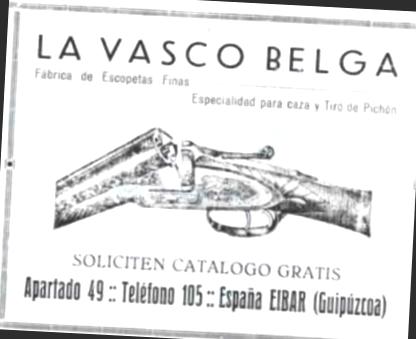 LA VASCO BELGA
Fábrica de Escopetas Finas
Especialidad para caza y Tiro de Pichón
SOLICITEN CATALOGO GRATIS
Apartado 49 :: Teléfono 105 :: España EIBAR (Guipúzcoa)